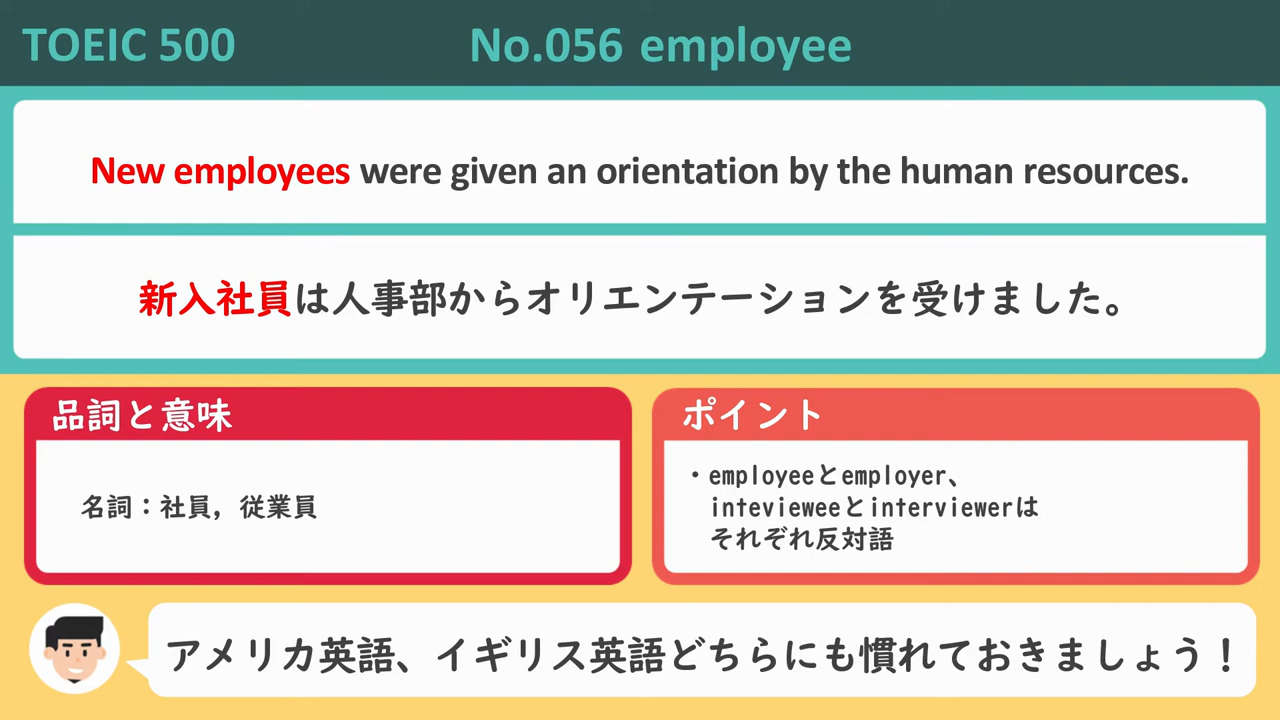 TOEIC 500
No.056 employee
New employees were given an orientation by the human resources.
新入社員は人事部からオリエンテーションを受けました。
品詞と意味
名詞：社員，従業員
ポイント
・employeeとemployer、
intevieweeとinterviewerは
それぞれ反対語
アメリカ英語、イギリス英語どちらにも慣れておきましょう！